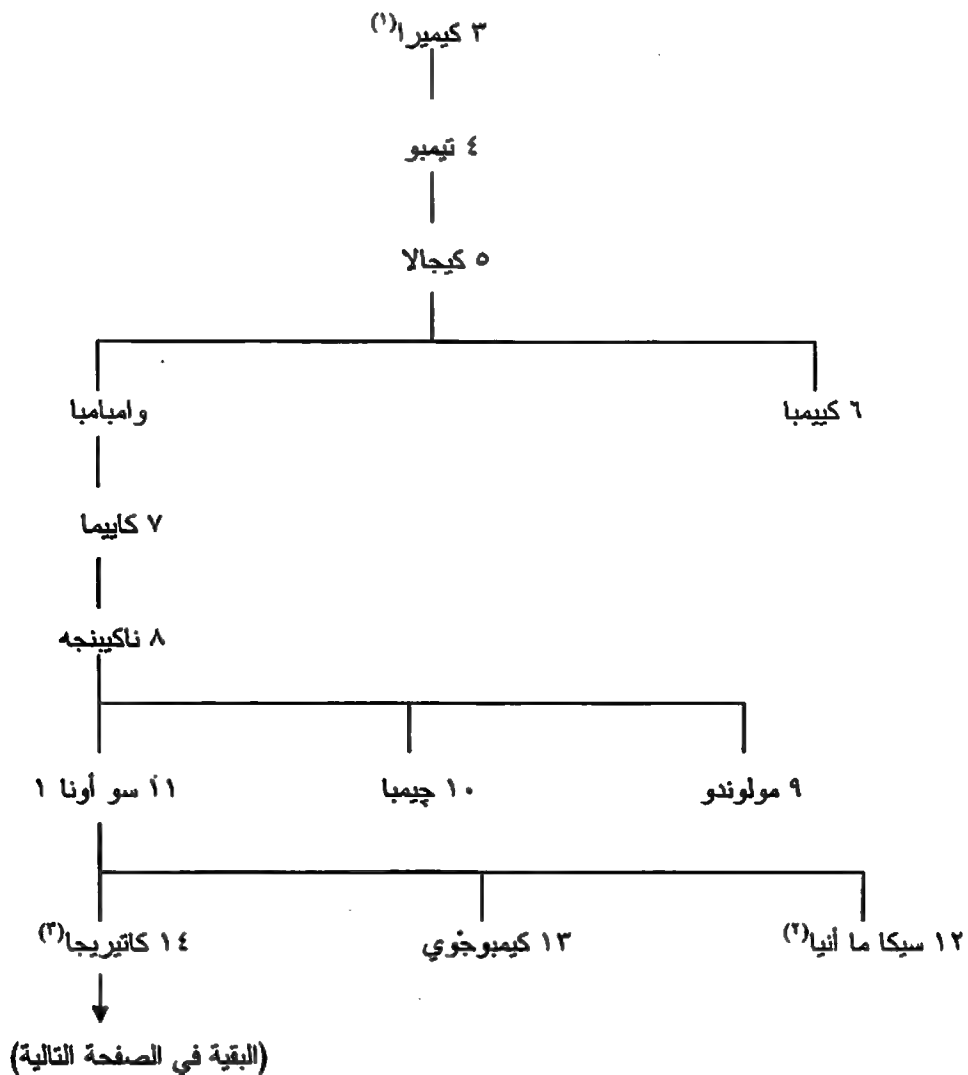 ٣ كيميرا(١)
٤ تيمبو
٥ كيجالا
٦ كييمبا
وامبامبا
٧ كاييما
٨ ناكيبنجه
٩ مولوندو
١٠ چيمبا
١١ سو أونا ١
١٢ سيكا ما أنيا(٢)
١٣ كيمبوجوي
١٤ كاتيريجا(٣)
(البقية في الصفحة التالية)